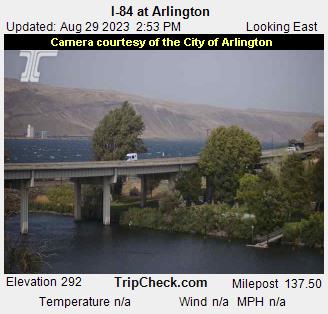 I-84 at Arlington
Updated: Aug 29 2023 2:53 PM Looking East
Camera courtesy of the City of Arlington
Elevation 292 TripCheck.com Milepost 137.50
Temperature n/a Wind n/a MPH n/a